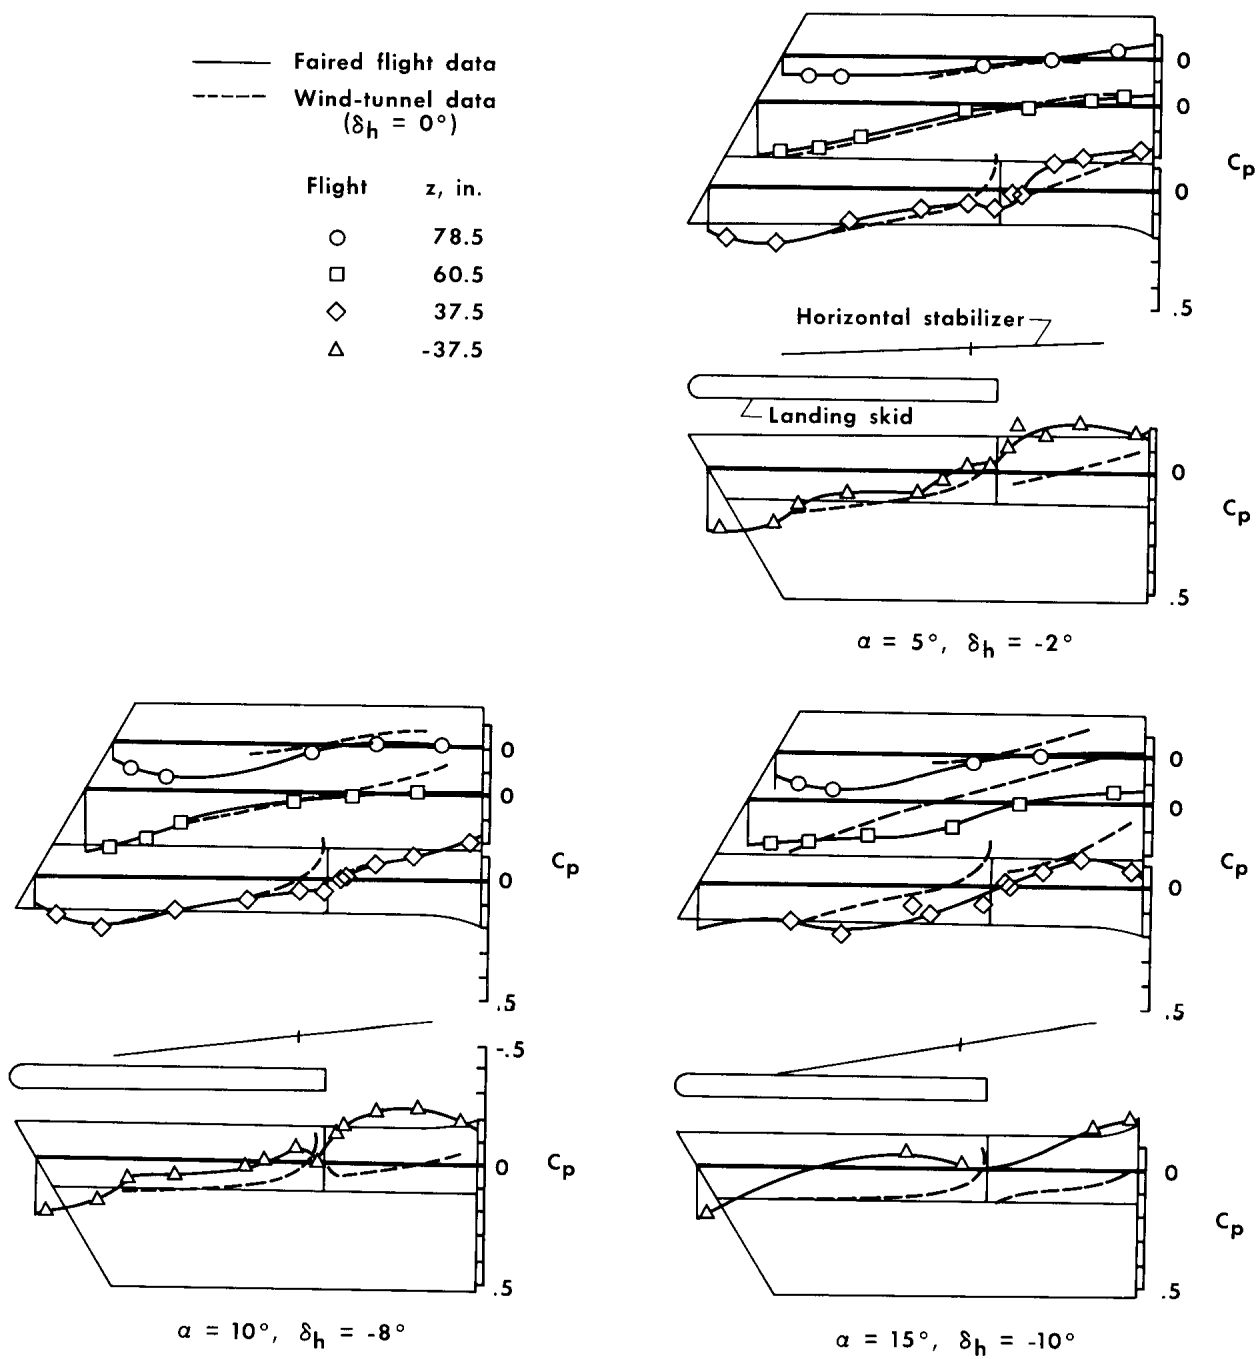 Faired flight data
Wind-tunnel data
(δh = 0°)
Flight z, in.
78.5
60.5
37.5
-37.5
0
0
Cp
0
.5
Horizontal stabilizer
Landing skid
0
Cp
.5
α = 5°, δh = -2°
0
0
Cp
0
.5
-.5
0
Cp
.5
α = 10°, δh = -8°
0
0
Cp
0
.5
0
Cp
.5
α = 15°, δh = -10°